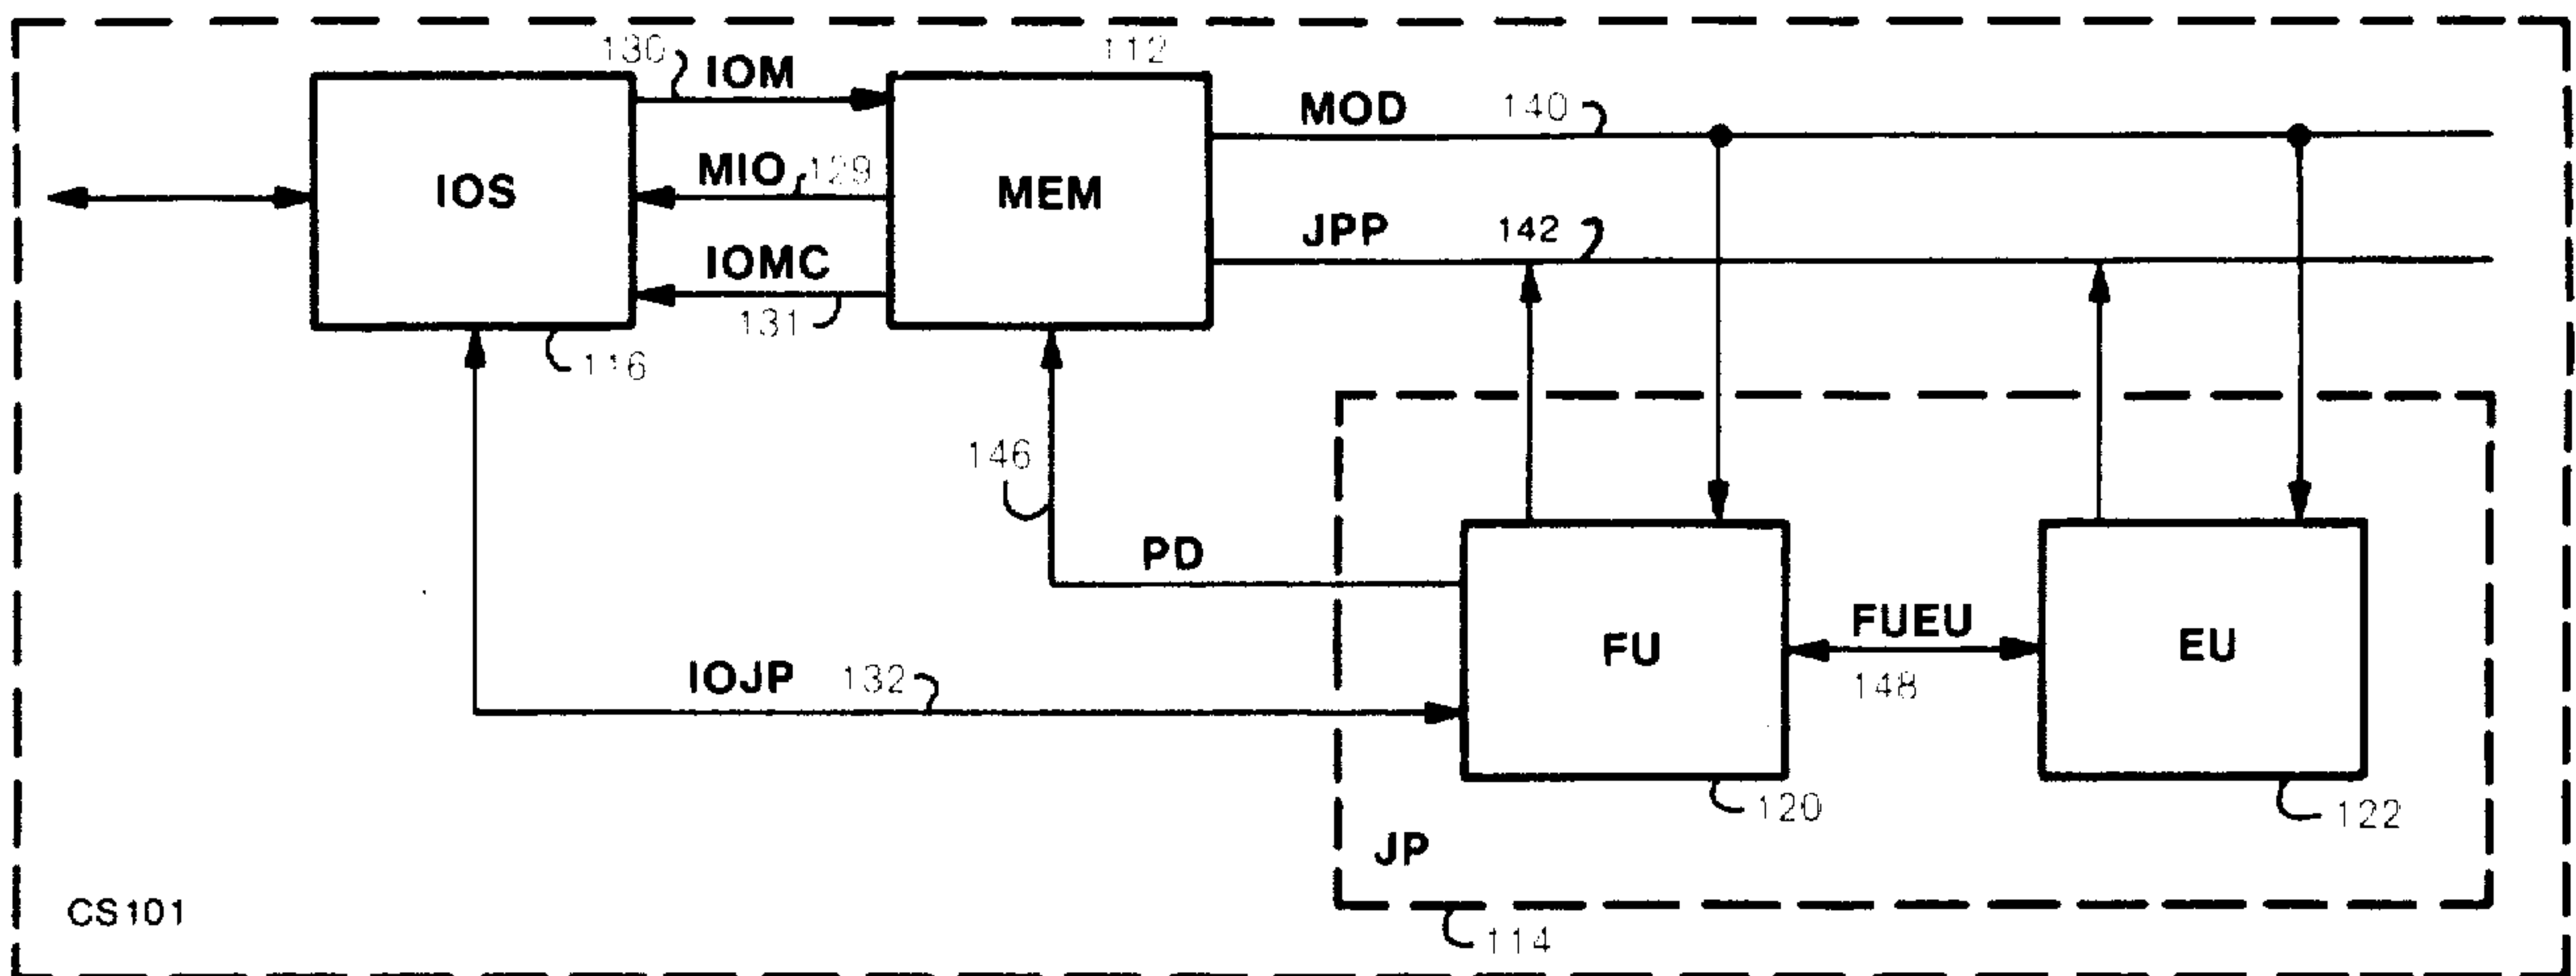 130
IOM
112
MOD
140
MIO
129
IOS
MEM
JPP
142
IOMC
131
116
146
PD
FUEU
FU
EU
IOJP
132
148
120
122
JP
CS101
114